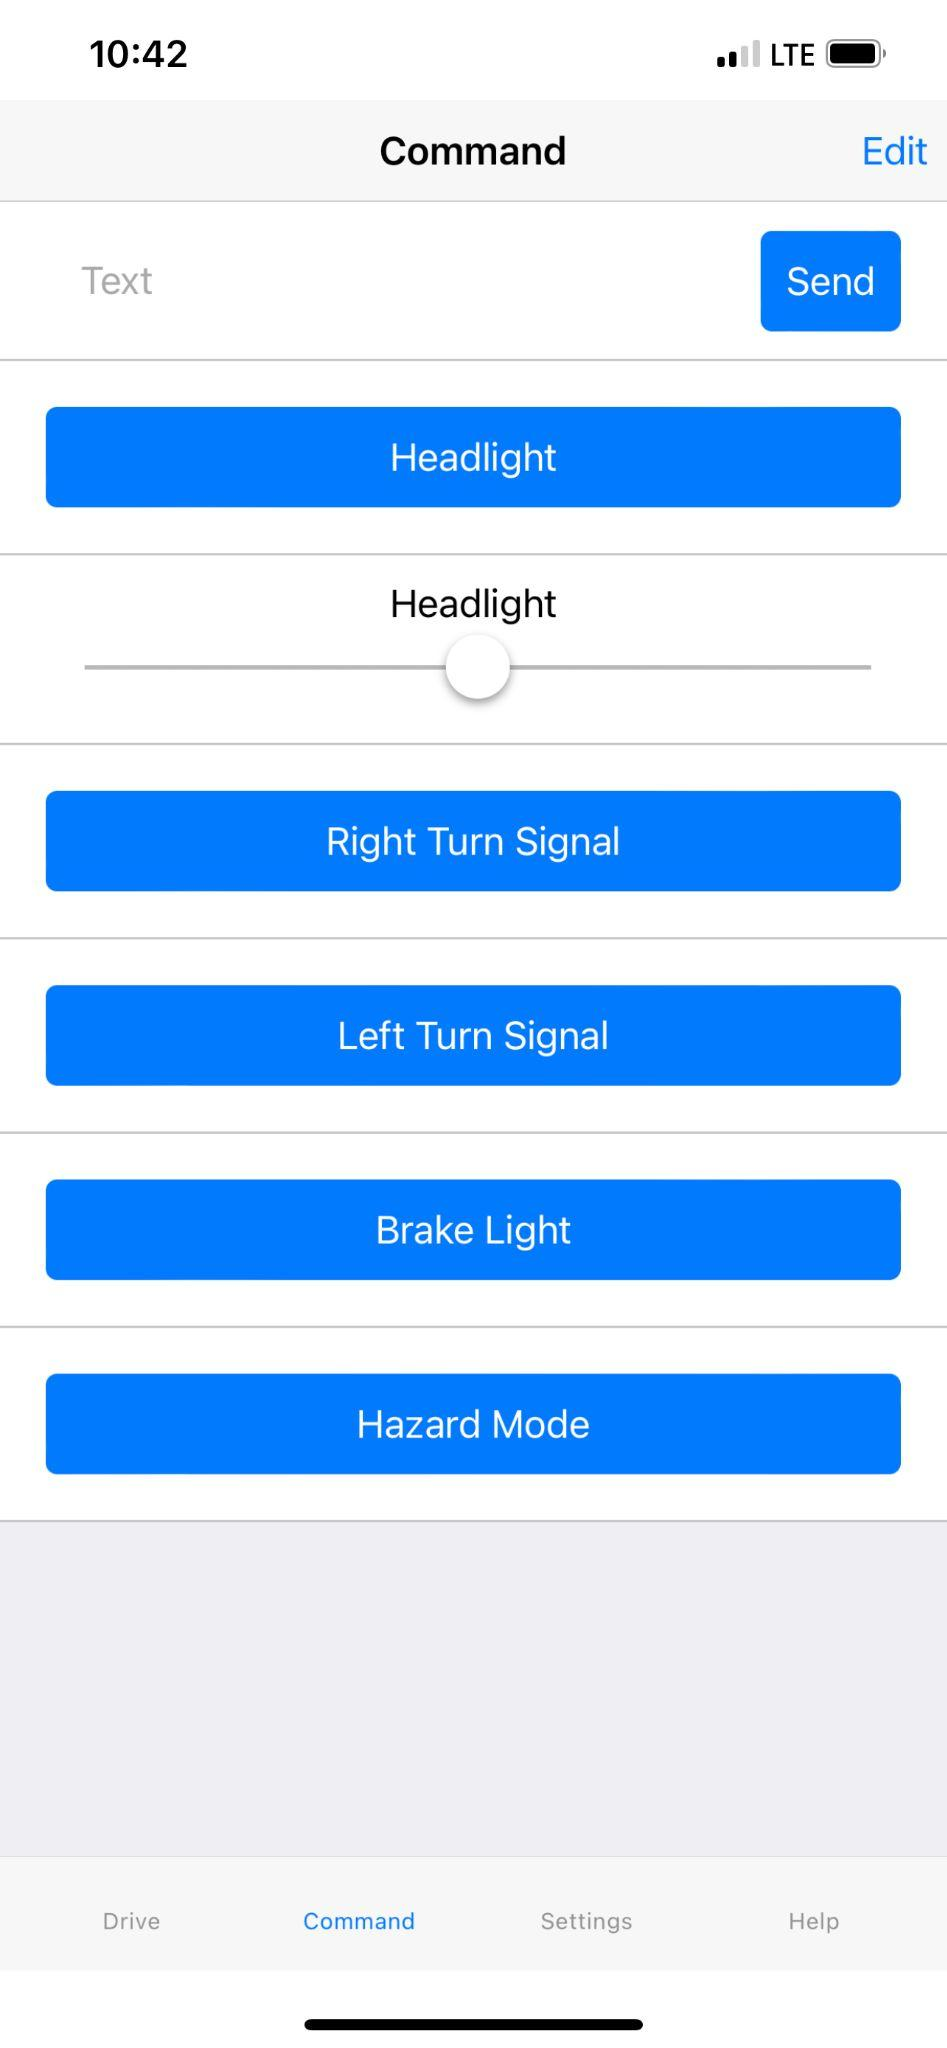 10:42 LTE
Command Edit
Text Send
Headlight
Headlight
Right Turn Signal
Left Turn Signal
Brake Light
Hazard Mode
Drive Command Settings Help